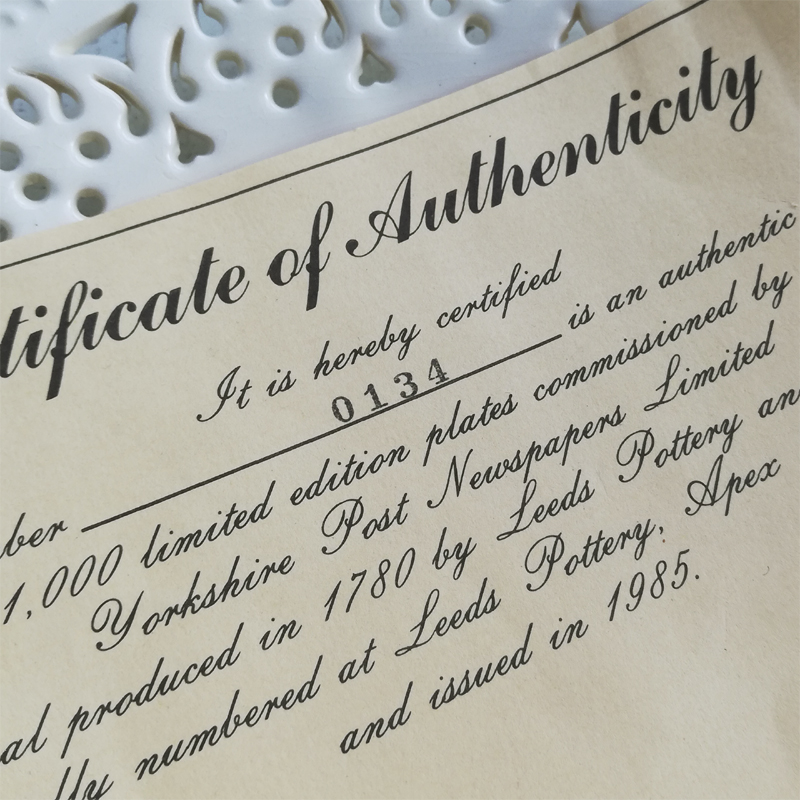 tificate of Authenticity
It is hereby certified
ber 0134 is an authentic
1,000 limited edition plates commissioned by
Yorkshire Post Newspapers Limited
al produced in 1780 by Leeds Pottery an
lly numbered at Leeds Pottery, Apex
and issued in 1985.